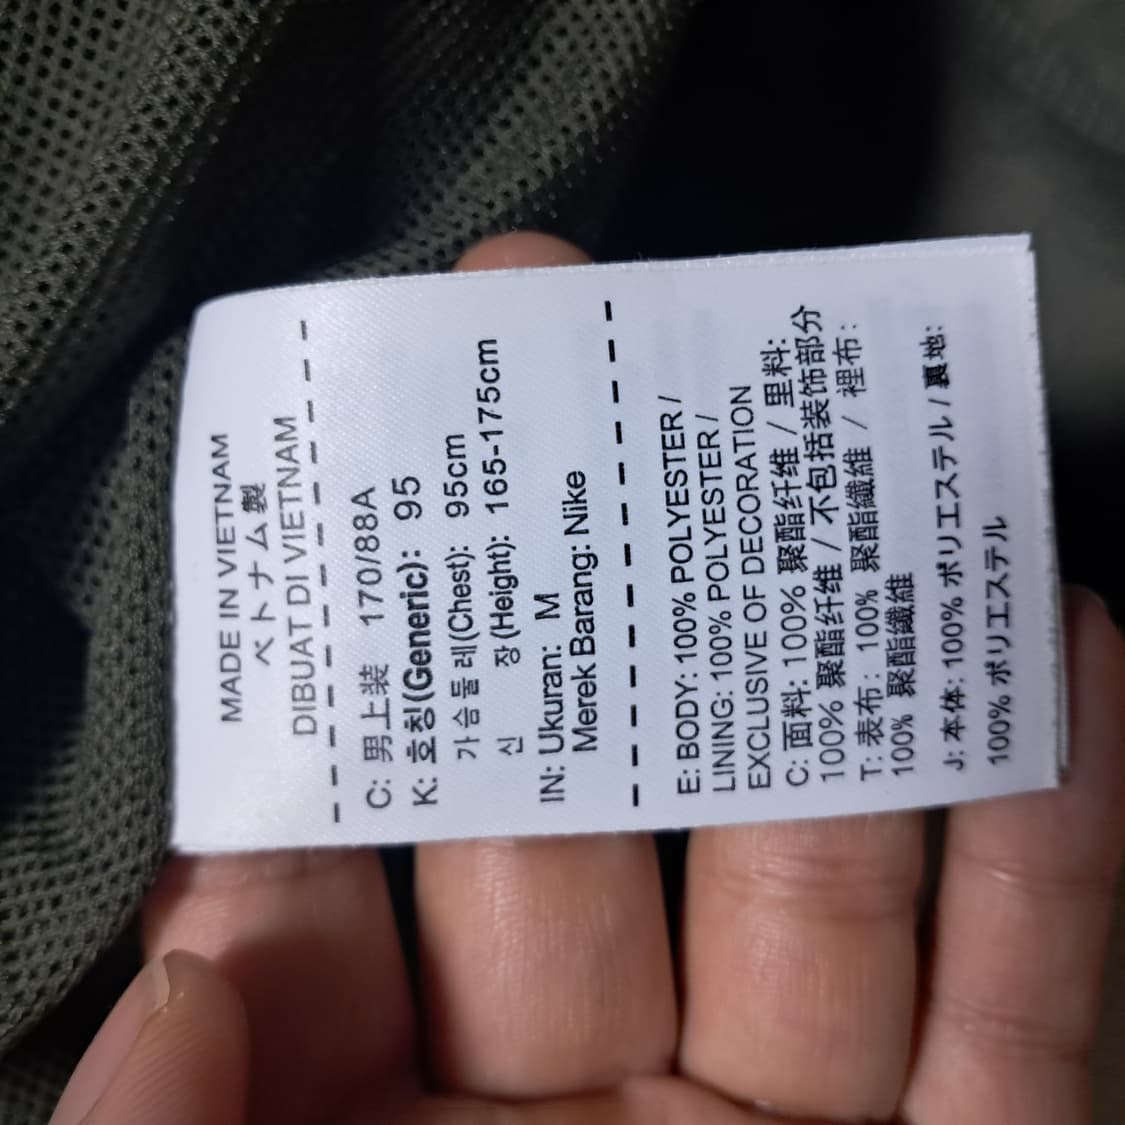 MADE IN VIETNAM
ベトナム製
DIBUAT DI VIETNAM
C: 男上装 170/88A
K: 호칭(Generic): 95
가슴둘레(Chest): 95cm
신 장(Height): 165-175cm
IN: Ukuran: M
Merek Barang: Nike
E: BODY: 100% POLYESTER /
LINING: 100% POLYESTER /
EXCLUSIVE OF DECORATION
C: 面料: 100% 聚酯纤维 / 里料:
100% 聚酯纤维 / 不包括装饰部分
T: 表布: 100% 聚酯纖維 / 裡布:
100% 聚酯纖維
J: 本体: 100% ポリエステル / 裏地:
100% ポリエステル